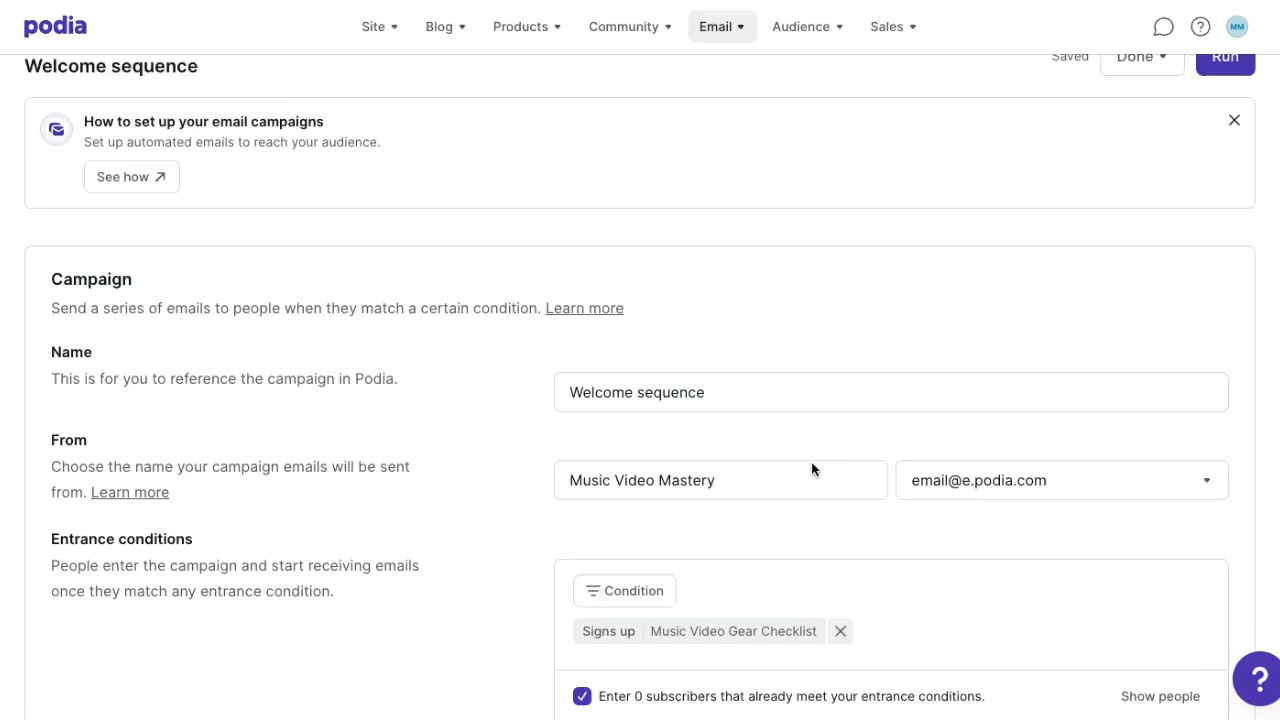 podia
Site
Blog
Products
Community
Email
Audience
Sales
?
MM
Welcome sequence
Saved
Done
Run
How to set up your email campaigns
Set up automated emails to reach your audience.
See how
Campaign
Send a series of emails to people when they match a certain condition. Learn more
Name
This is for you to reference the campaign in Podia.
Welcome sequence
From
Choose the name your campaign emails will be sent
from. Learn more
Music Video Mastery
email@e.podia.com
Entrance conditions
People enter the campaign and start receiving emails
once they match any entrance condition.
Condition
Signs up Music Video Gear Checklist
Enter 0 subscribers that already meet your entrance conditions.
Show people
?